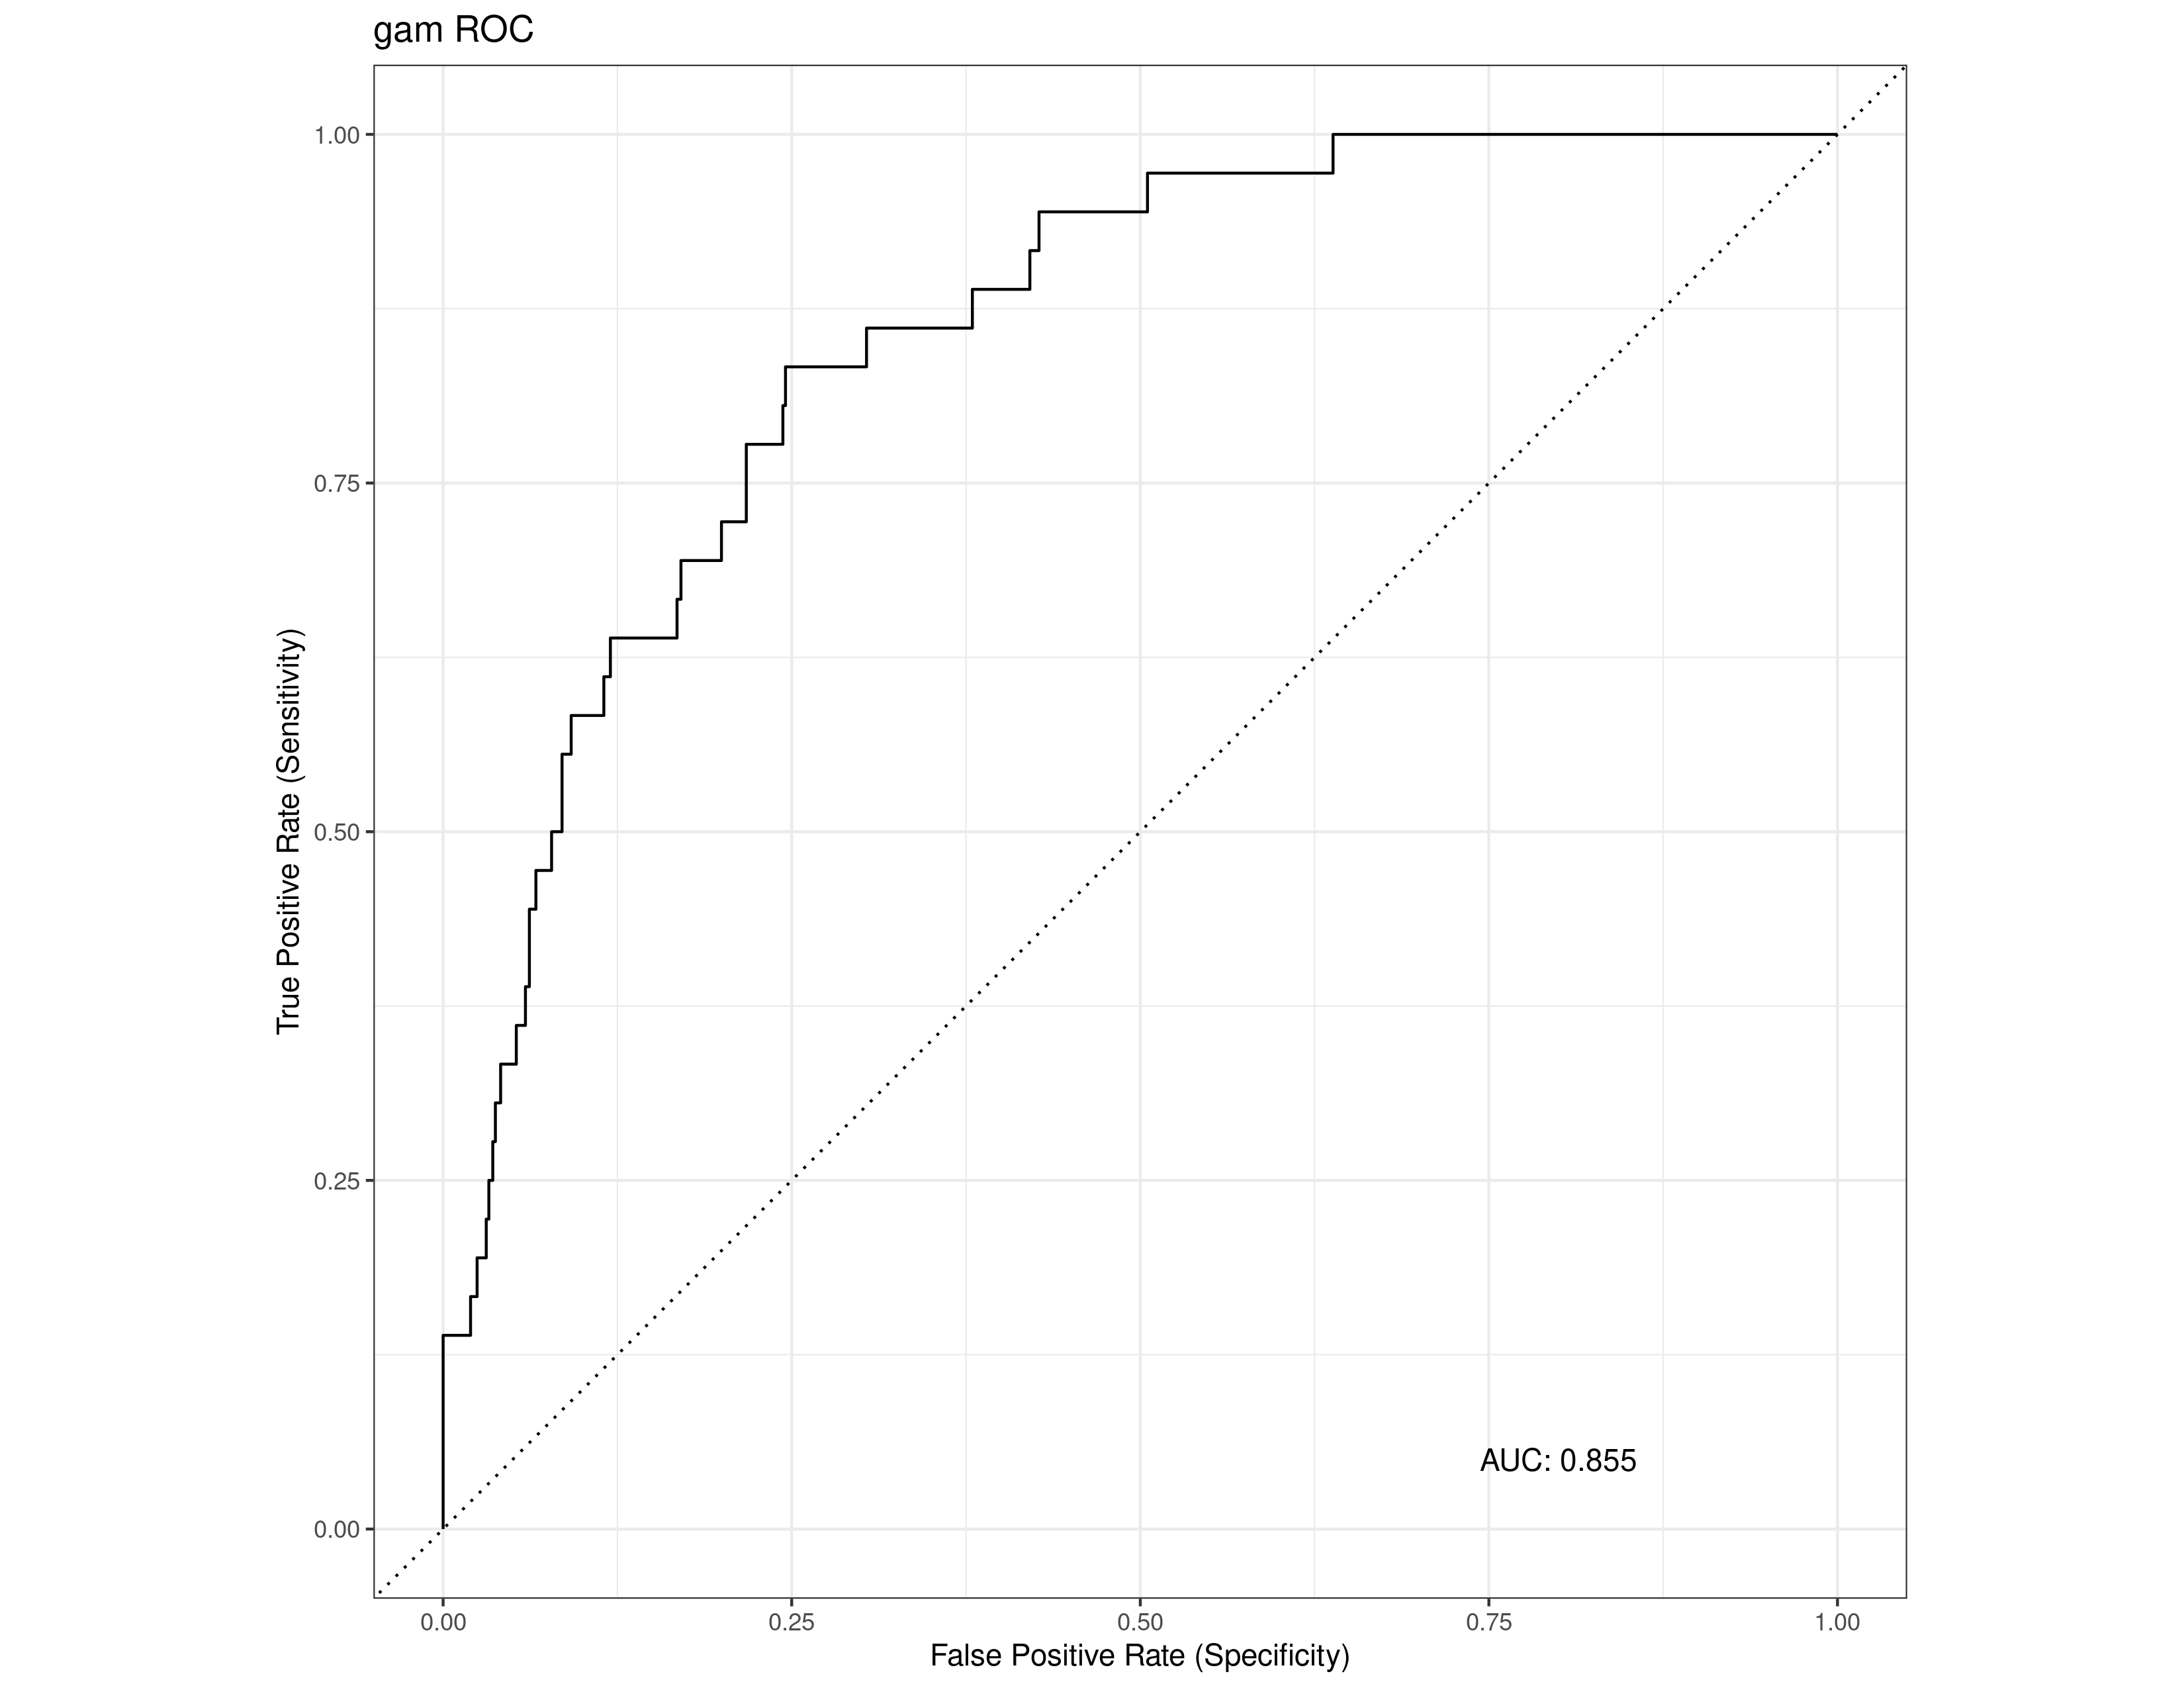 gam ROC
1.00
0.75
0.50
0.25
0.00
True Positive Rate (Sensitivity)
AUC: 0.855
0.00 0.25 0.50 0.75 1.00
False Positive Rate (Specificity)